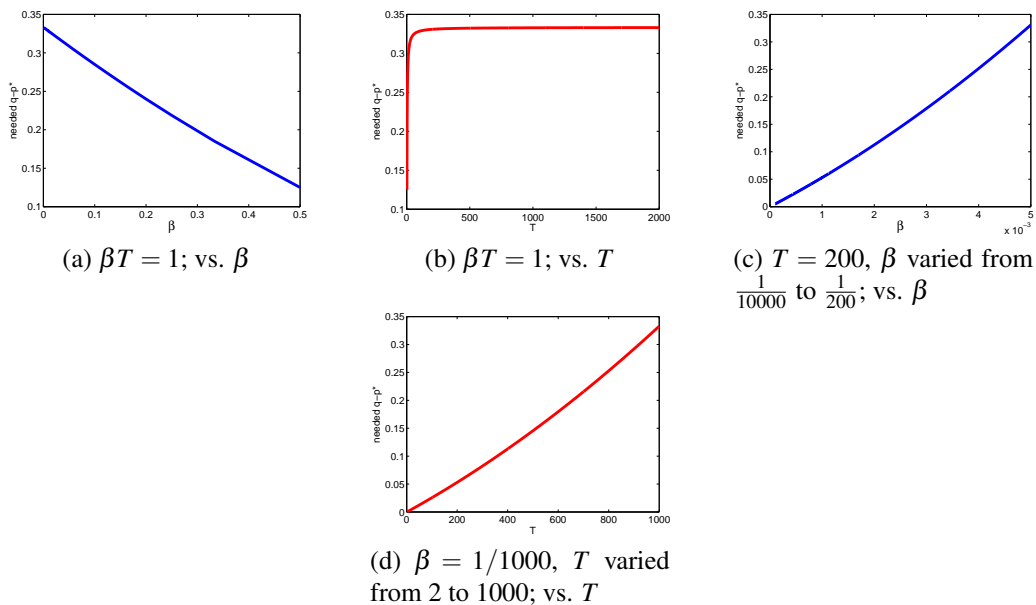 0.35
0.3
0.25
0.2
0.15
0.1
needed q-p*
0 0.1 0.2 0.3 0.4 0.5
β
(a) βT = 1; vs. β
0.35
0.3
0.25
0.2
0.15
0.1
needed q-p*
0 500 1000 1500 2000
T
(b) βT = 1; vs. T
0.35
0.3
0.25
0.2
0.15
0.1
0.05
0
needed q-p*
0 1 2 3 4 5
β
x 10⁻³
(c) T = 200, β varied from
1/10000 to 1/200; vs. β
0.35
0.3
0.25
0.2
0.15
0.1
0.05
0
needed q-p*
0 200 400 600 800 1000
T
(d) β = 1/1000, T varied
from 2 to 1000; vs. T